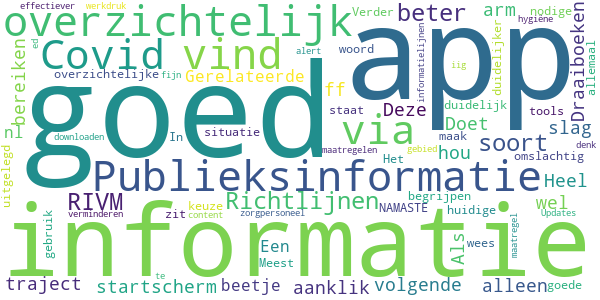 effectiever werkdruk Verder arm nodige
overzichtelijk beter hygiene
Covid vind ed alert woord app
bereiken overzichtelijke fijn Gerelateerde ff informatielijnen iig duidelijker Draaiboeken allemaal
goed staat Deze duidelijk tools
nl In situatie via Doet slag
downloaden maatregelen Het gebied maak omslachtig denk
uitgelegd Publieksinformatie hou soort Heel
RIVM zit keuze Richtlijnen begrijpen wel
verminderen content zorgpersoneel NAMASTE huidige Updates
informatie
gebruik Een Als wees maatregel
Meest
traject te beetje aanklik volgende alleen goede
startscherm